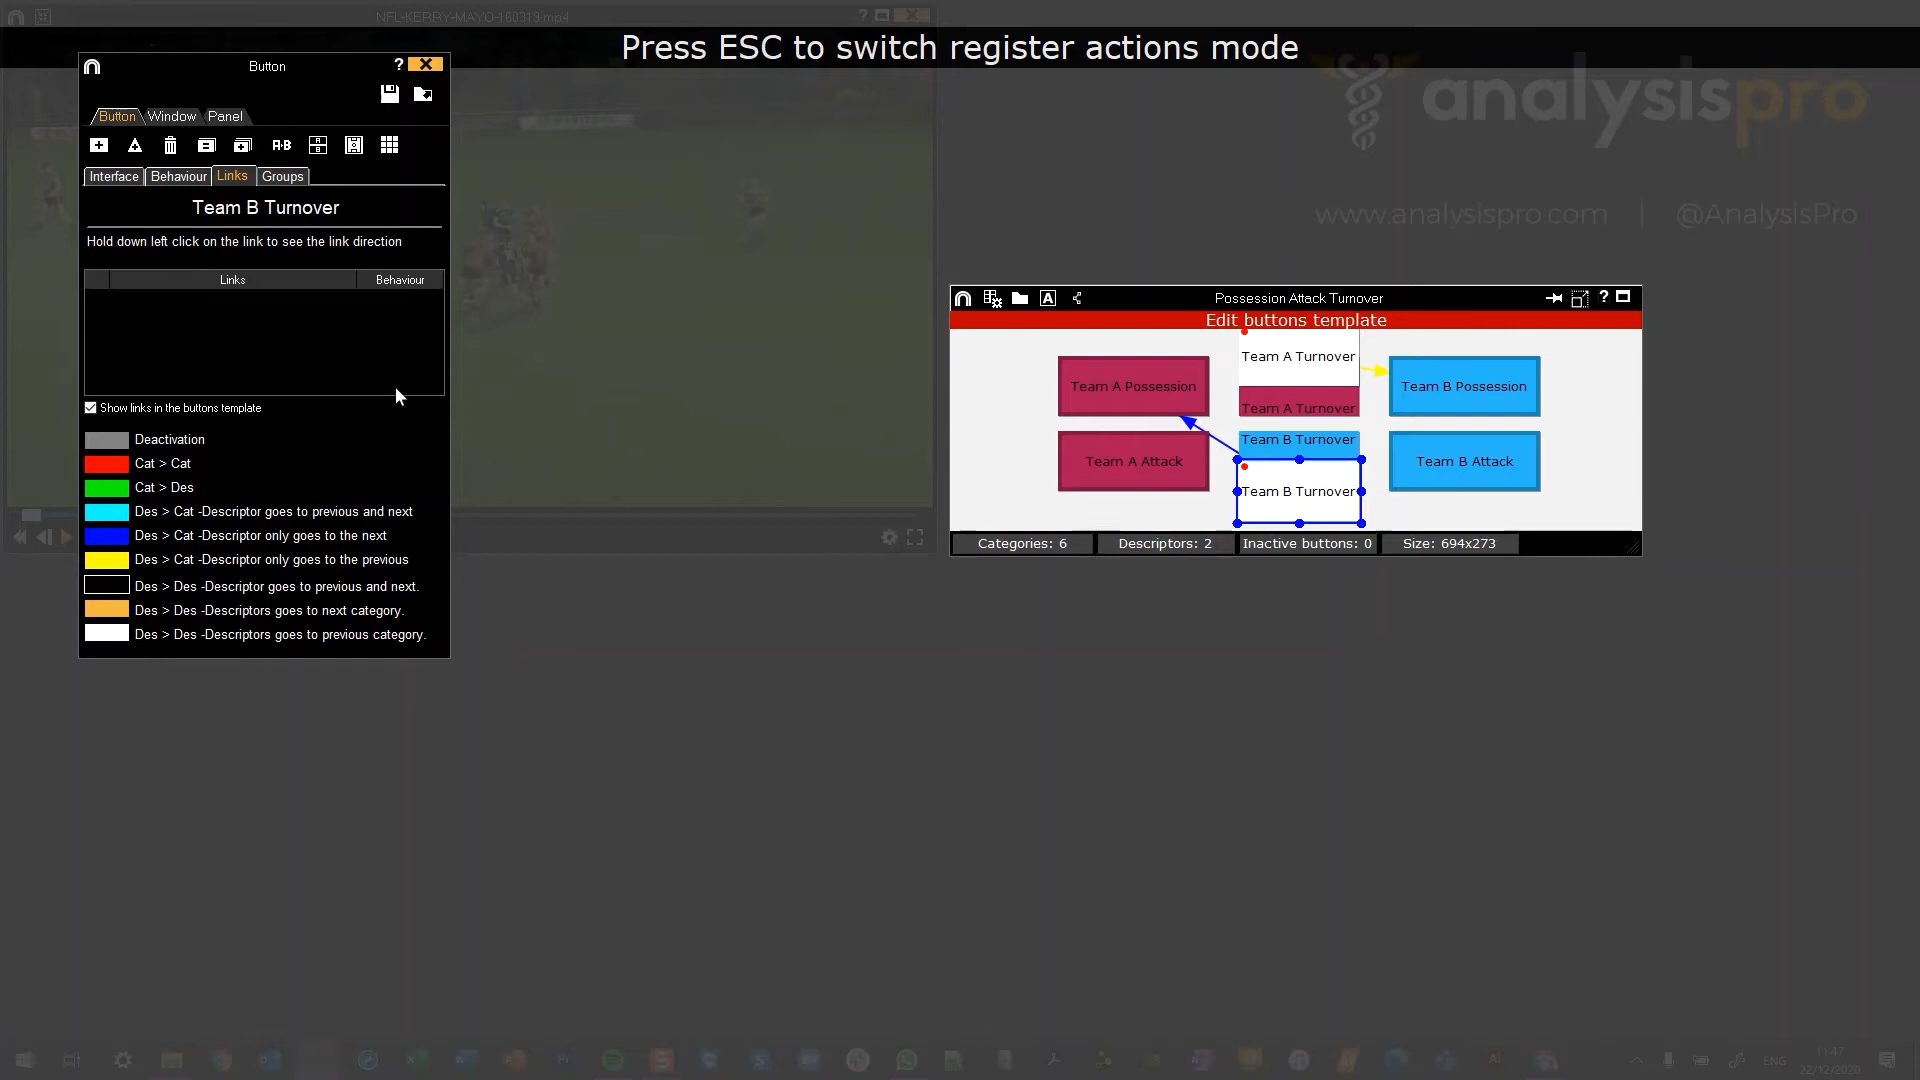 NFL-KERRY-MAYO-160319.mp4
?
Press ESC to switch register actions mode
analysispro
www.analysispro.com | @AnalysisPro
Button
?
Button Window Panel
A-B
Interface Behaviour Links Groups
Team B Turnover
Hold down left click on the link to see the link direction
Links Behaviour
Show links in the buttons template
Deactivation
Cat > Cat
Cat > Des
Des > Cat -Descriptor goes to previous and next
Des > Cat -Descriptor only goes to the next
Des > Cat -Descriptor only goes to the previous
Des > Des -Descriptor goes to previous and next.
Des > Des -Descriptors goes to next category.
Des > Des -Descriptors goes to previous category.
A Possession Attack Turnover ?
Edit buttons template
Team A Turnover
Team A Possession
Team B Possession
Team A Turnover
Team B Turnover
Team A Attack
Team B Attack
Team B Turnover
Categories: 6 Descriptors: 2 Inactive buttons: 0 Size: 694x273
ENG
11:47
22/12/2020